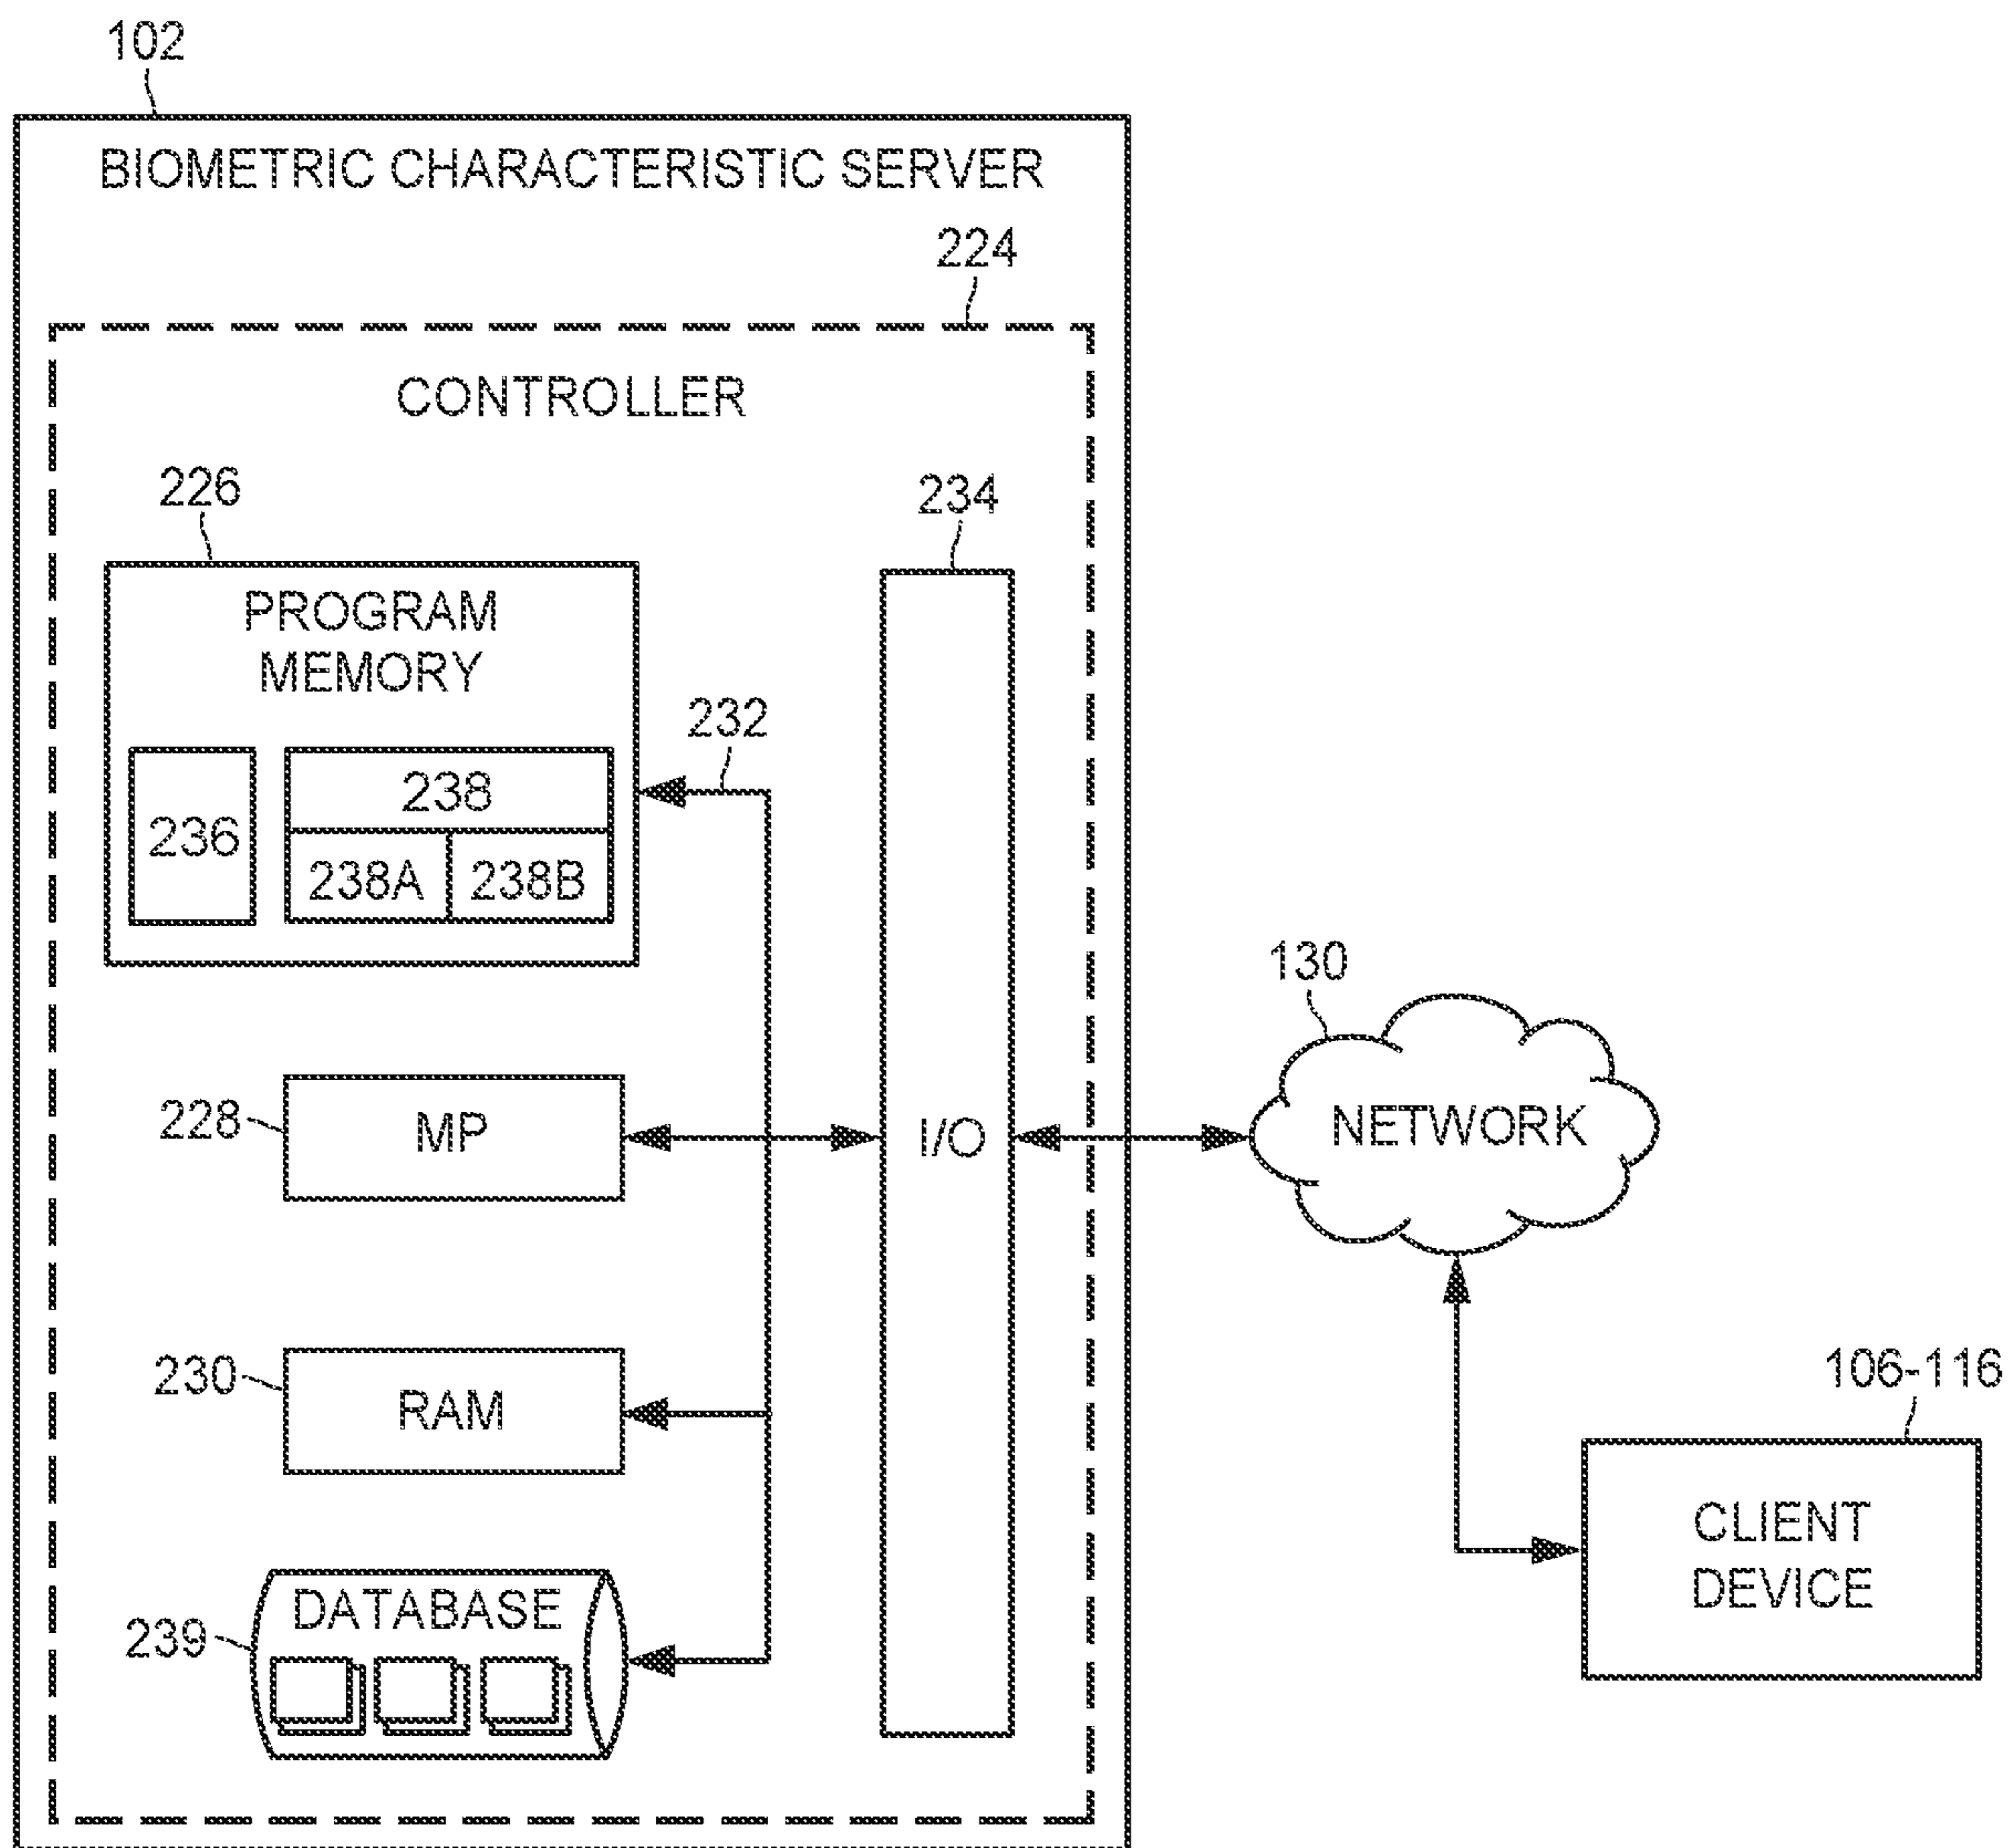 102
BIOMETRIC CHARACTERISTIC SERVER
224
CONTROLLER
226
234
PROGRAM
MEMORY
232
236
238
238A
238B
130
228
MP
I/O
NETWORK
230
RAM
106-116
CLIENT
DEVICE
239
DATABASE